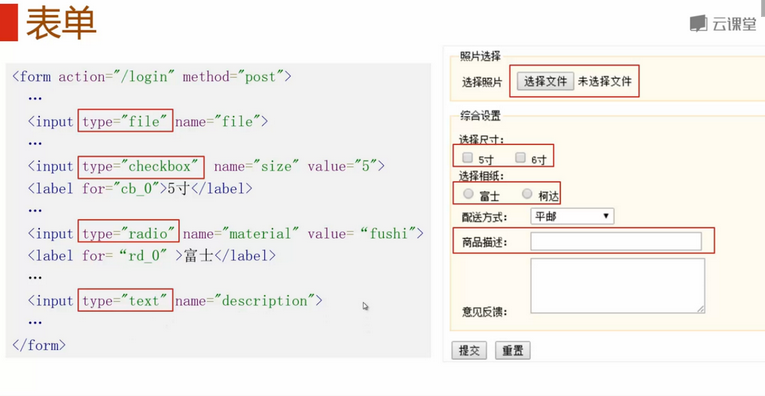 表单
云课堂
<form action="/login" method="post">
…
<input type="file" name="file">
…
<input type="checkbox" name="size" value="5">
<label for="cb_0">5寸</label>
…
<input type="radio" name="material" value=“fushi">
<label for=“rd_0" >富士</label>
…
<input type="text" name="description">
…
</form>
照片选择
选择照片 选择文件 未选择文件
综合设置
选择尺寸:
5寸 6寸
选择相纸:
富士 柯达
配送方式: 平邮
商品描述:
意见反馈:
提交 重置